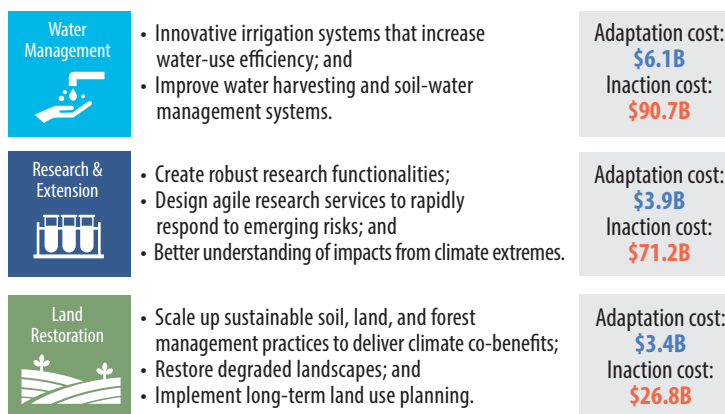 Water
Management
• Innovative irrigation systems that increase
water-use efficiency; and
• Improve water harvesting and soil-water
management systems.
Adaptation cost:
$6.1B
Inaction cost:
$90.7B
Research &
Extension
• Create robust research functionalities;
• Design agile research services to rapidly
respond to emerging risks; and
• Better understanding of impacts from climate extremes.
Adaptation cost:
$3.9B
Inaction cost:
$71.2B
Land
Restoration
• Scale up sustainable soil, land, and forest
management practices to deliver climate co-benefits;
• Restore degraded landscapes; and
• Implement long-term land use planning.
Adaptation cost:
$3.4B
Inaction cost:
$26.8B